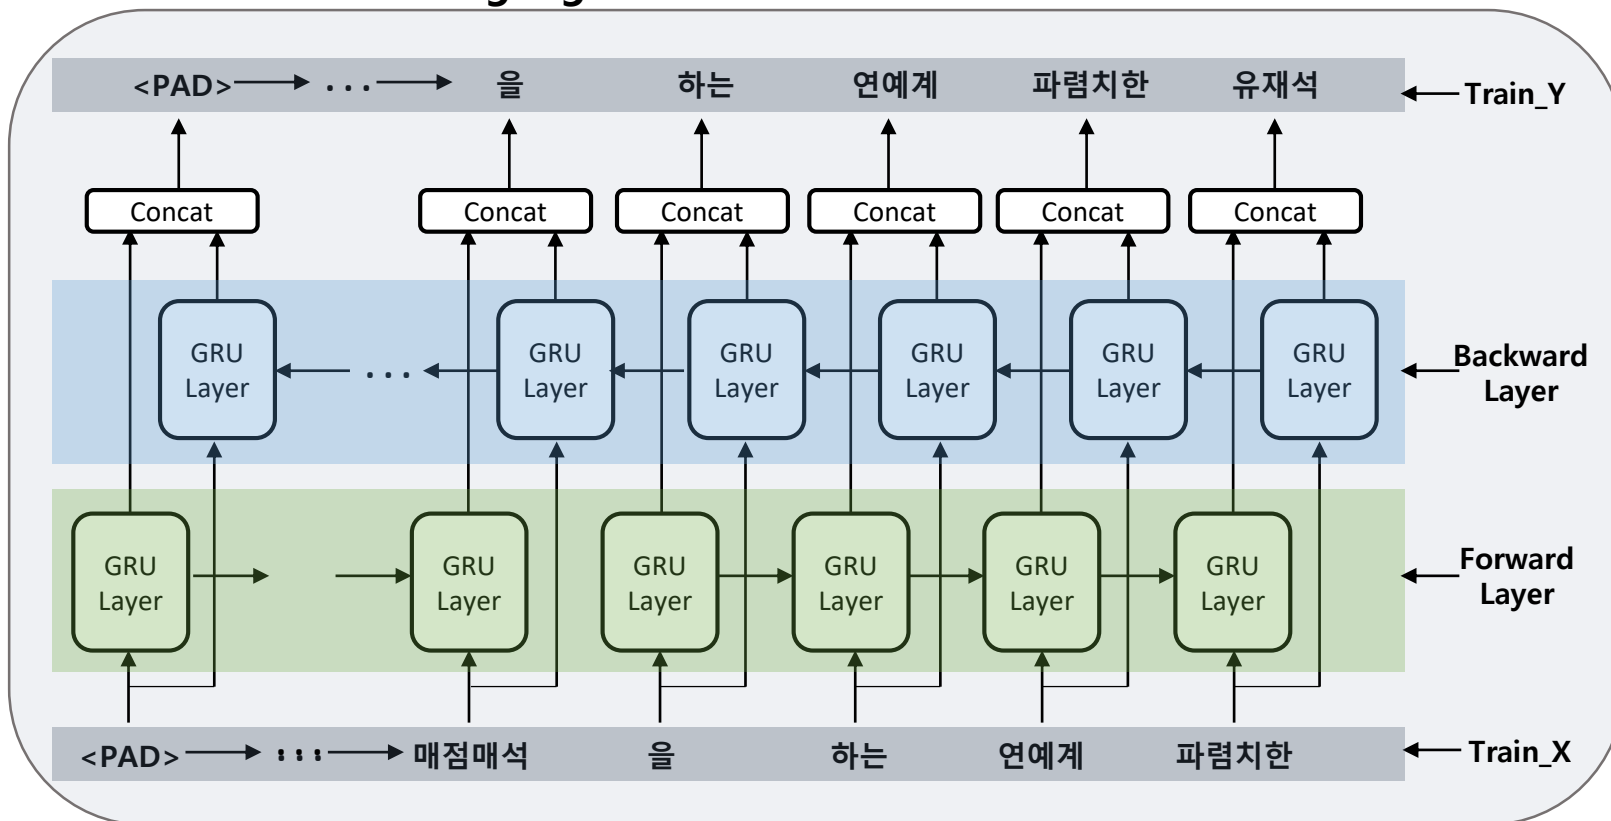 <PAD> ... 을 하는 연예계 파렴치한 유재석
Train_Y
Concat Concat Concat Concat Concat Concat
GRU Layer
... GRU Layer
GRU Layer
GRU Layer
GRU Layer
GRU Layer
Backward Layer
GRU Layer
GRU Layer
GRU Layer
GRU Layer
GRU Layer
GRU Layer
Forward Layer
<PAD> : : : 매점매석 을 하는 연예계 파렴치한
Train_X